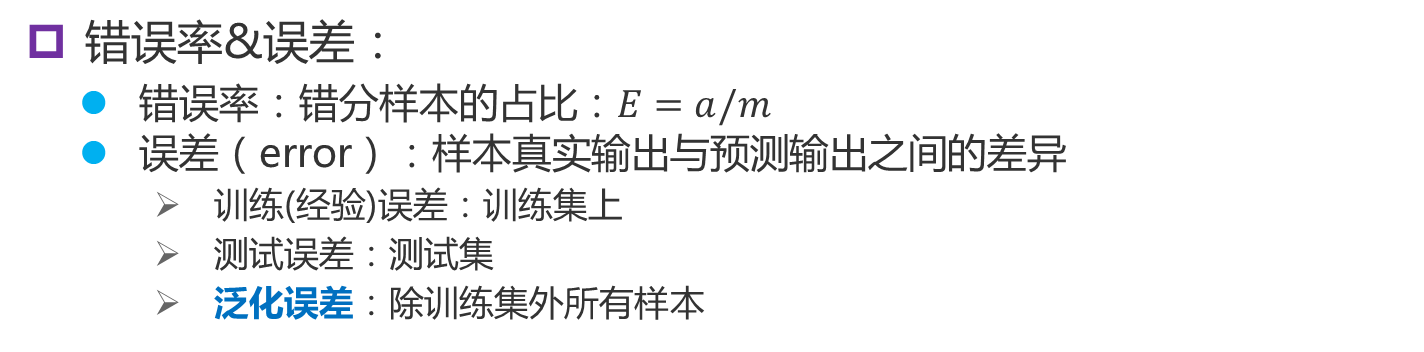 错误率&误差：
错误率：错分样本的占比：E = a/m
误差（error）：样本真实输出与预测输出之间的差异
训练(经验)误差：训练集上
测试误差：测试集
泛化误差：除训练集外所有样本